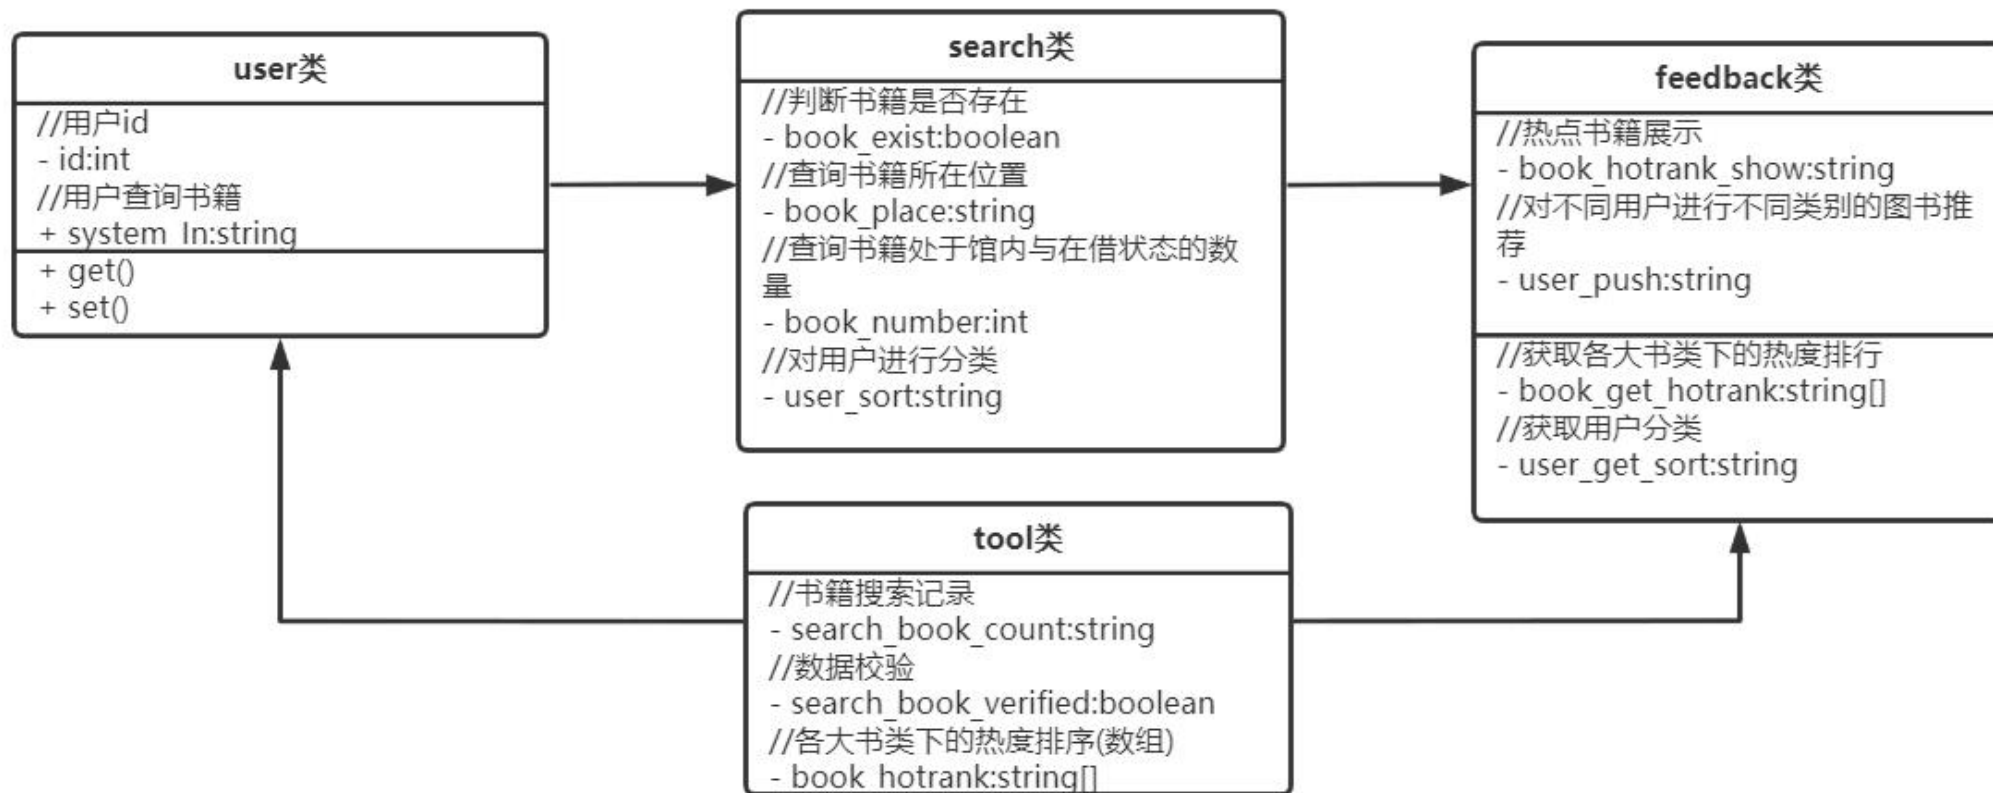 user类
//用户id
- id:int
//用户查询书籍
+ system_In:string
+ get()
+ set()
search类
//判断书籍是否存在
- book_exist:boolean
//查询书籍所在位置
- book_place:string
//查询书籍处于馆内与在借状态的数
量
- book_number:int
//对用户进行分类
- user_sort:string
feedback类
//热点书籍展示
- book_hotrank_show:string
//对不同用户进行不同类别的图书推
荐
- user_push:string
//获取各大书类下的热度排行
- book_get_hotrank:string[]
//获取用户分类
- user_get_sort:string
tool类
//书籍搜索记录
- search_book_count:string
//数据校验
- search_book_verified:boolean
//各大书类下的热度排序(数组)
- book_hotrank:string[]